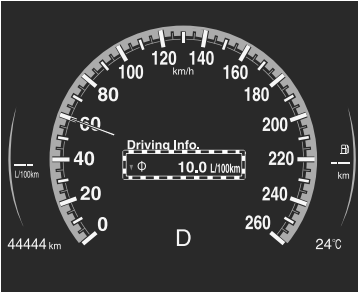 120 140
100 160
km/h
80 180
60 200
Driving Info.
T Φ 10.0 L/100km
40 220
-- L/100km
-- km
20 240
0 260
44444 km
D
24°C